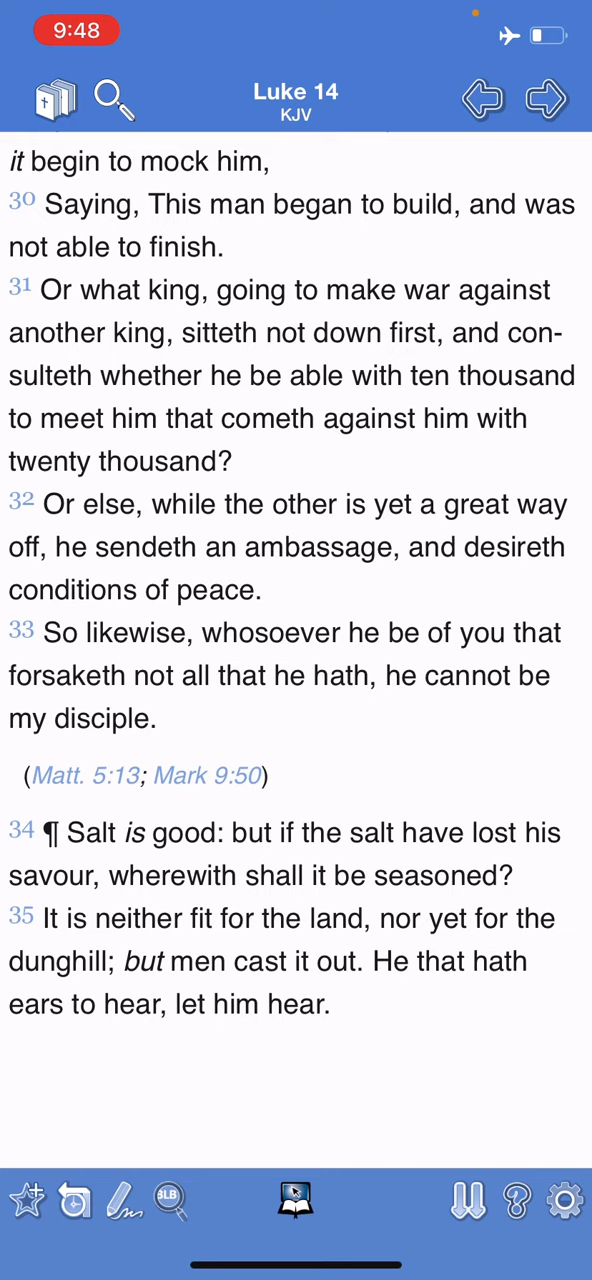 9:48
Luke 14
KJV
it begin to mock him,
30 Saying, This man began to build, and was
not able to finish.
31 Or what king, going to make war against
another king, sitteth not down first, and con-
sulteth whether he be able with ten thousand
to meet him that cometh against him with
twenty thousand?
32 Or else, while the other is yet a great way
off, he sendeth an ambassage, and desireth
conditions of peace.
33 So likewise, whosoever he be of you that
forsaketh not all that he hath, he cannot be
my disciple.
(Matt. 5:13; Mark 9:50)
34 ¶ Salt is good: but if the salt have lost his
savour, wherewith shall it be seasoned?
35 It is neither fit for the land, nor yet for the
dunghill; but men cast it out. He that hath
ears to hear, let him hear.
BLB